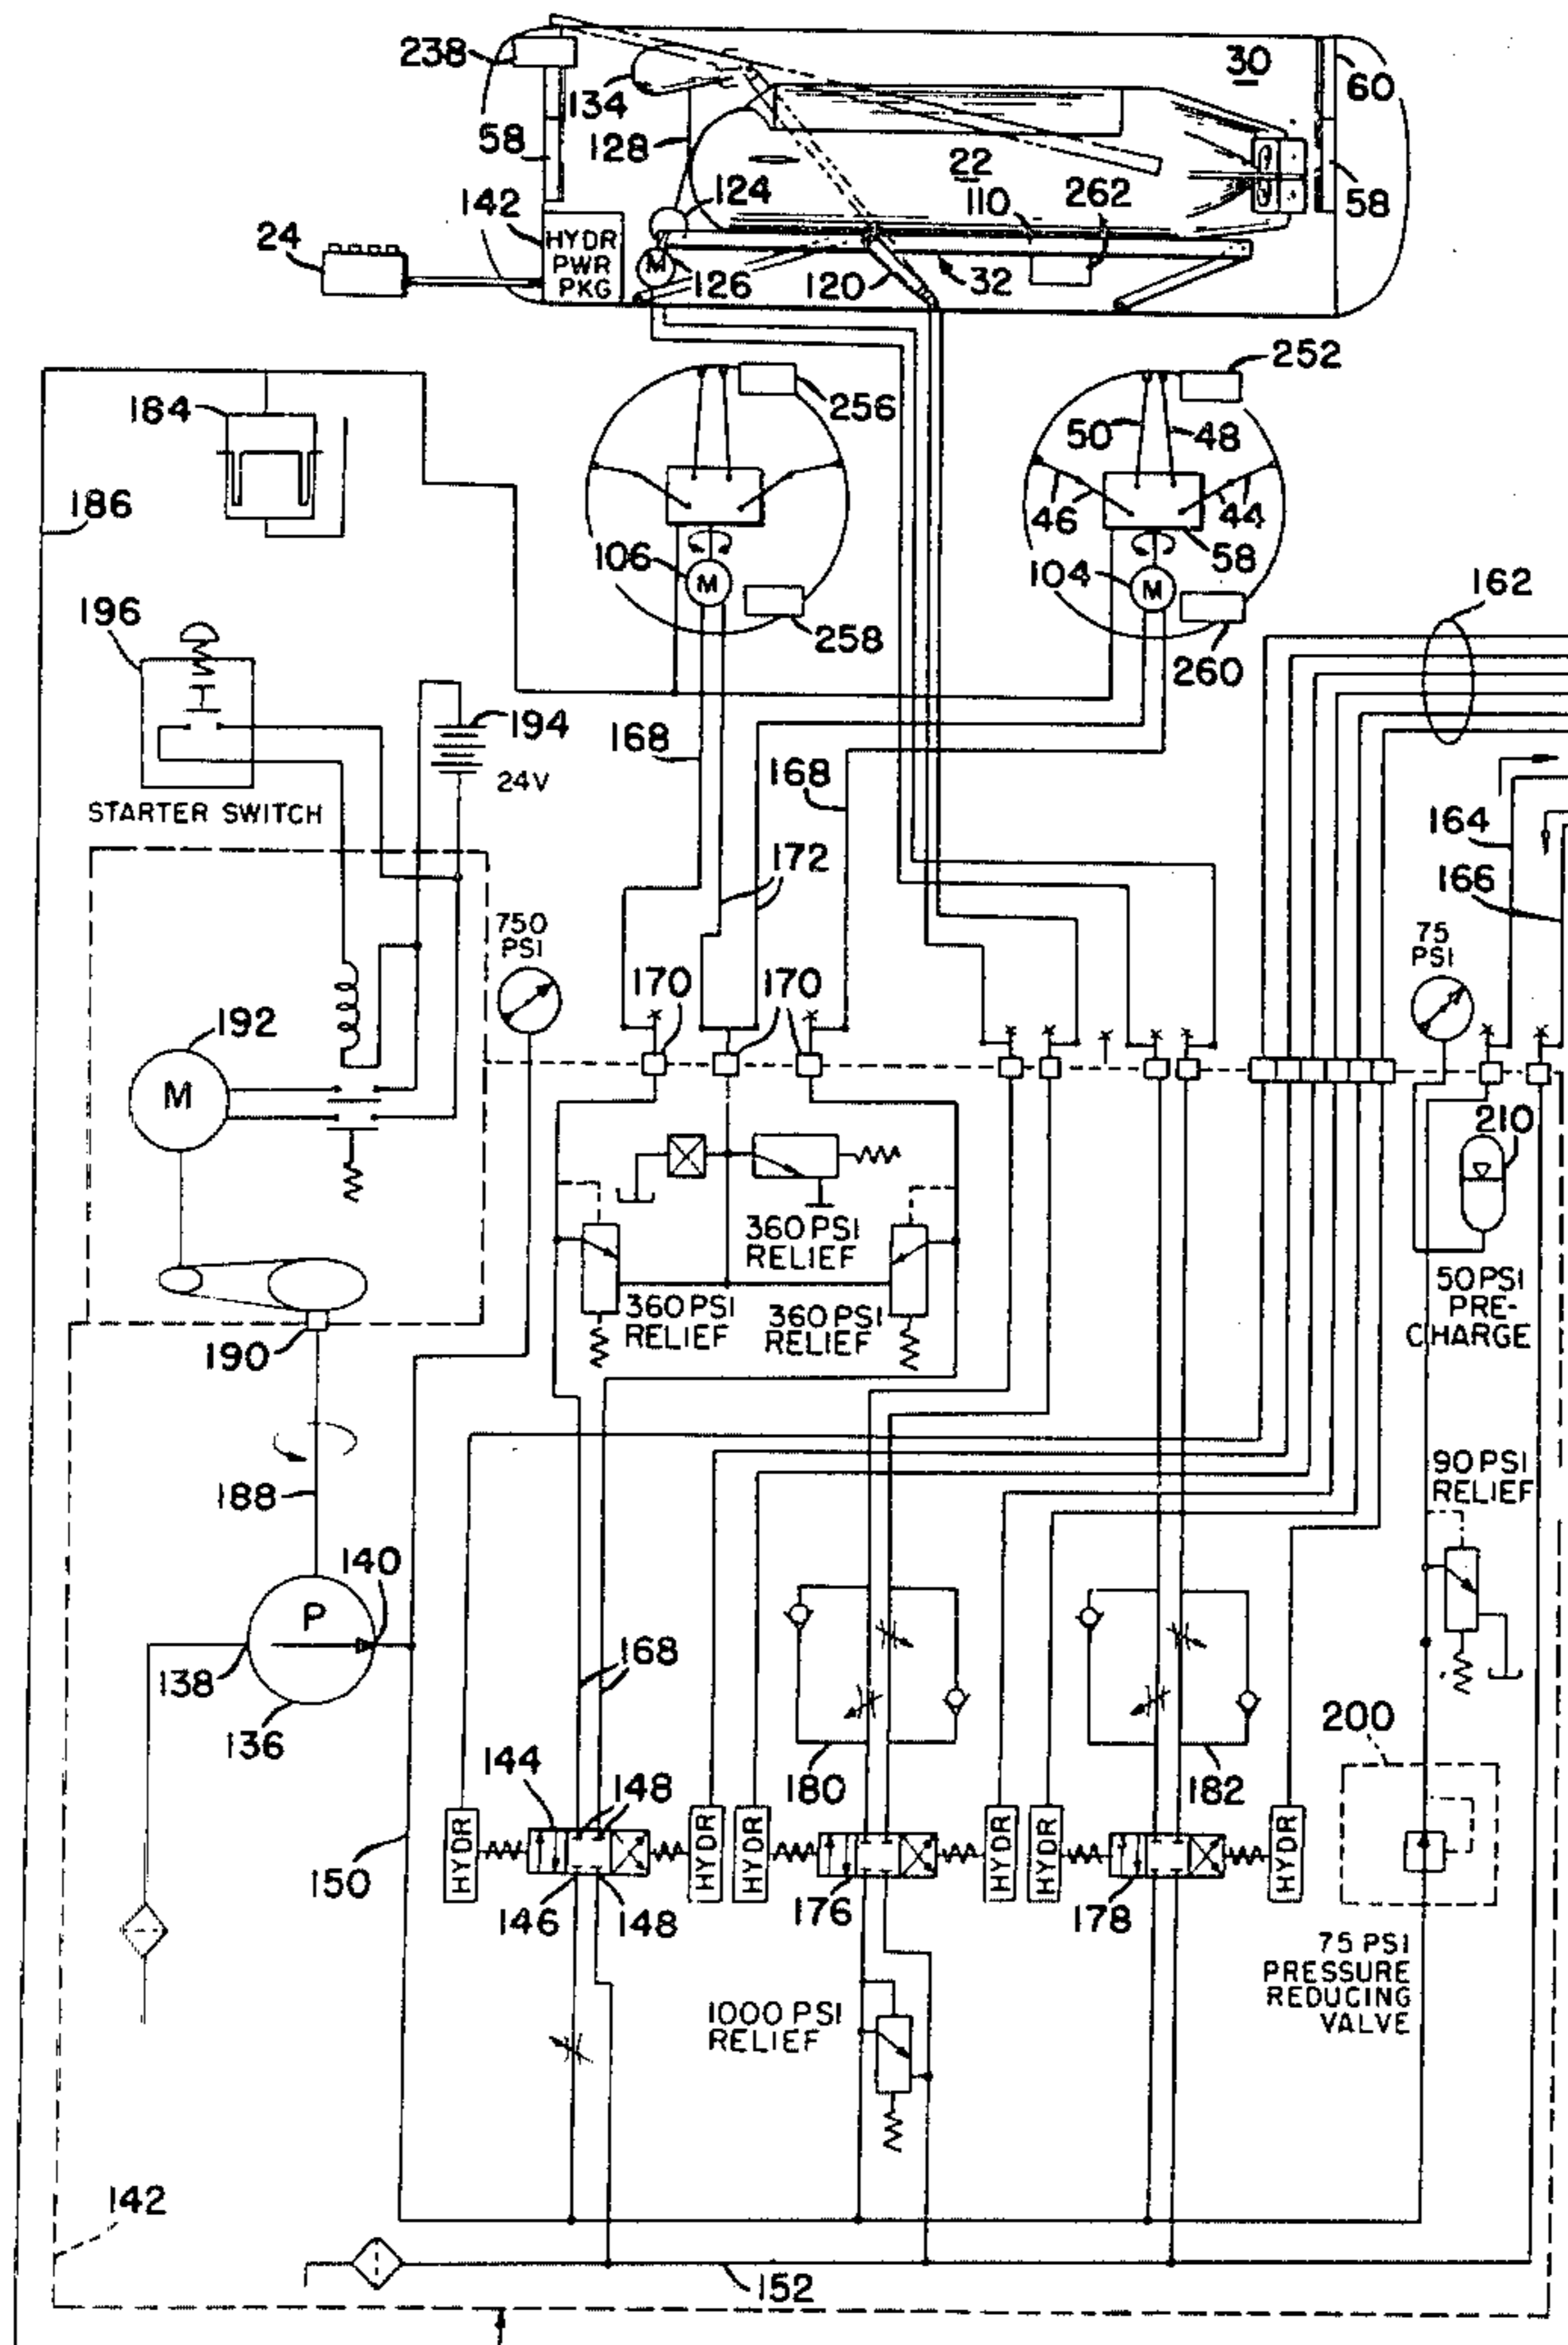 238
134
58
128
22
30
60
58
142
124
110
262
24
HYDR
PWR
PKG
M
126
120
32
184
256
252
50
48
186
46
44
58
106
M
104
M
258
260
162
196
194
24V
STARTER SWITCH
168
168
172
164
166
750
PSI
75
PSI
170
170
192
M
210
360 PSI
RELIEF
360 PSI
RELIEF
360 PSI
RELIEF
50 PSI
PRE-
CHARGE
190
188
90 PSI
RELIEF
140
P
138
136
168
180
182
200
144
148
HYDR
HYDR
HYDR
HYDR
HYDR
HYDR
150
146
148
176
178
75 PSI
PRESSURE
REDUCING
VALVE
1000 PSI
RELIEF
142
152